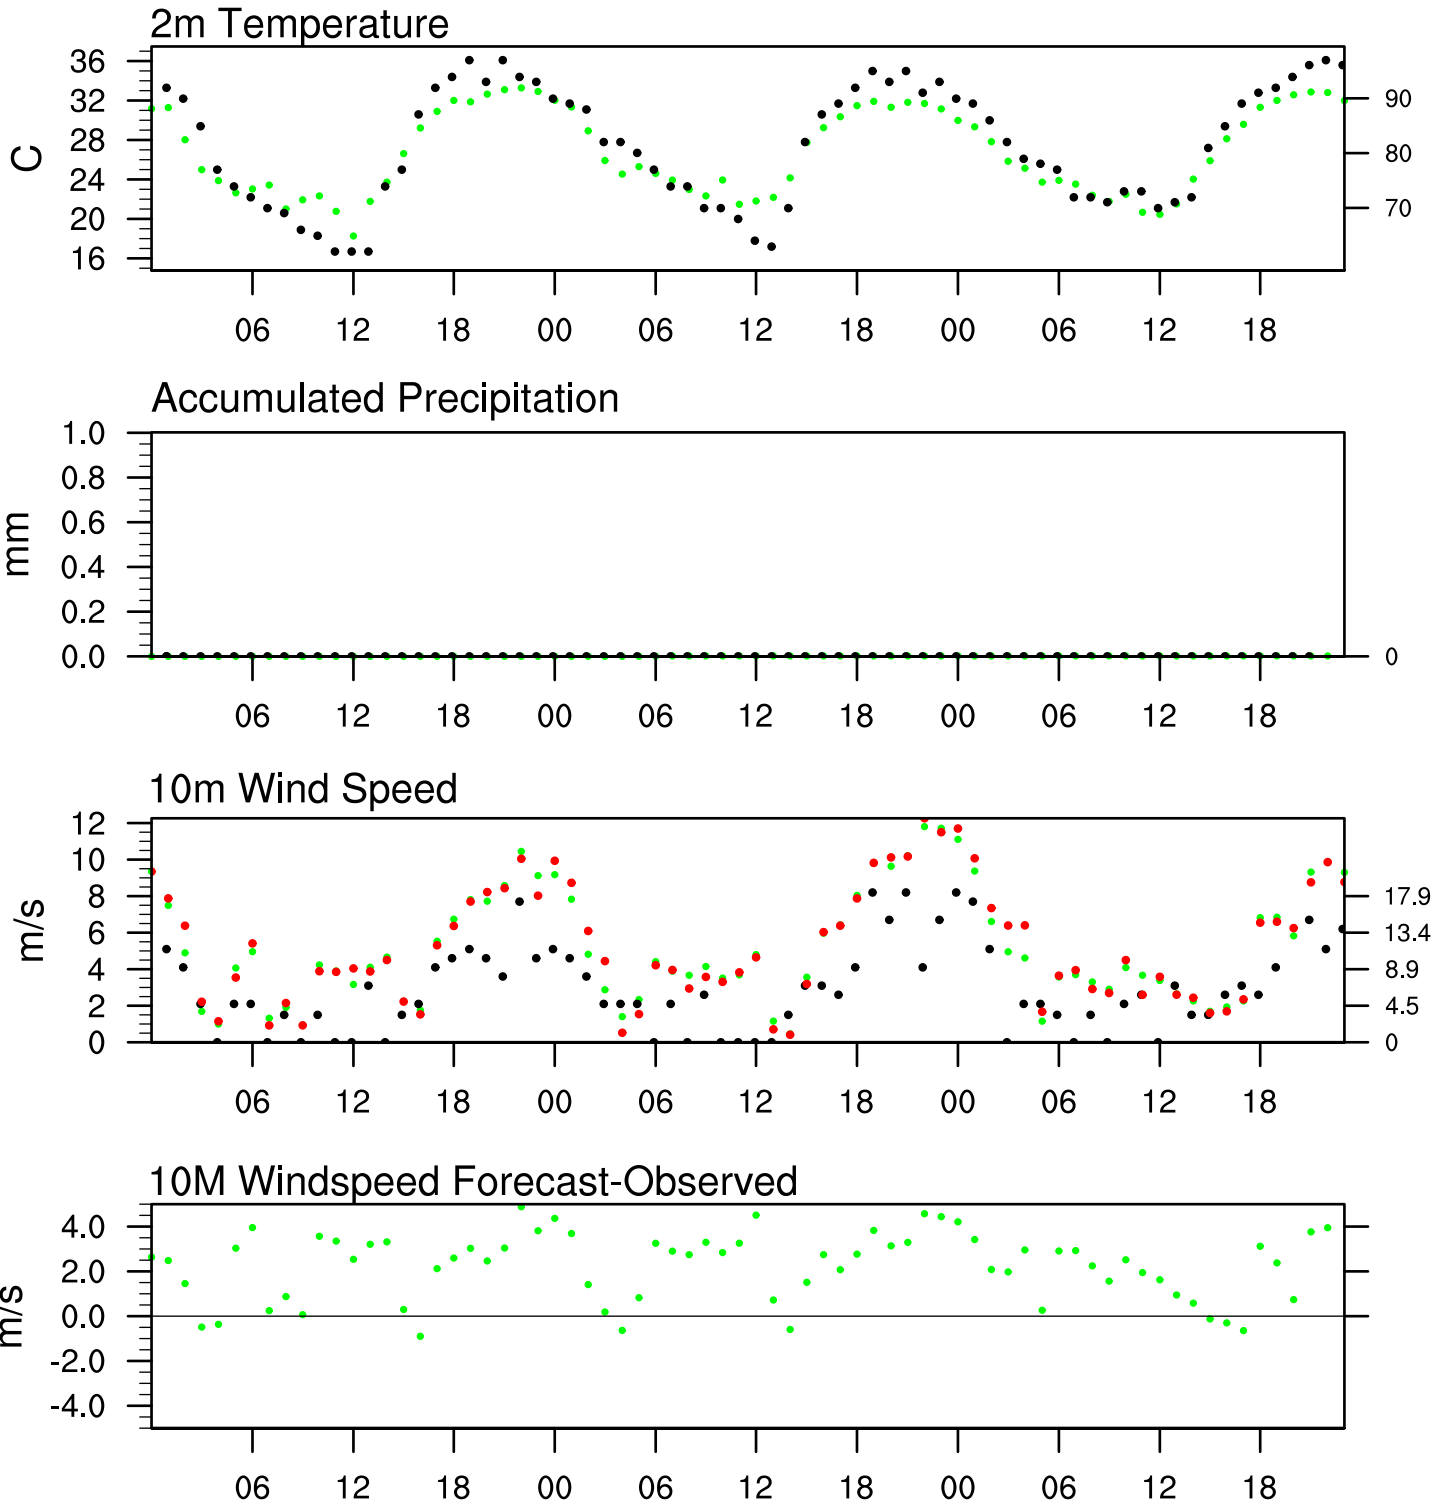 2m Temperature
36
32
28
24
20
16
C
90
80
70
06 12 18 00 06 12 18 00 06 12 18
Accumulated Precipitation
1.0
0.8
0.6
0.4
0.2
0.0
mm
0
06 12 18 00 06 12 18 00 06 12 18
10m Wind Speed
12
10
8
6
4
2
0
m/s
17.9
13.4
8.9
4.5
0
06 12 18 00 06 12 18 00 06 12 18
10M Windspeed Forecast-Observed
4.0
2.0
0.0
-2.0
-4.0
m/s
06 12 18 00 06 12 18 00 06 12 18